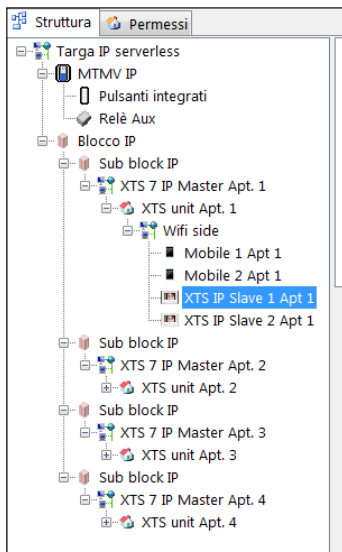 Struttura Permessi
Targa IP serverless
MTMV IP
Pulsanti integrati
Relè Aux
Blocco IP
Sub block IP
XTS 7 IP Master Apt. 1
XTS unit Apt. 1
Wifi side
Mobile 1 Apt 1
Mobile 2 Apt 1
XTS IP Slave 1 Apt 1
XTS IP Slave 2 Apt 1
Sub block IP
XTS 7 IP Master Apt. 2
XTS unit Apt. 2
Sub block IP
XTS 7 IP Master Apt. 3
XTS unit Apt. 3
Sub block IP
XTS 7 IP Master Apt. 4
XTS unit Apt. 4